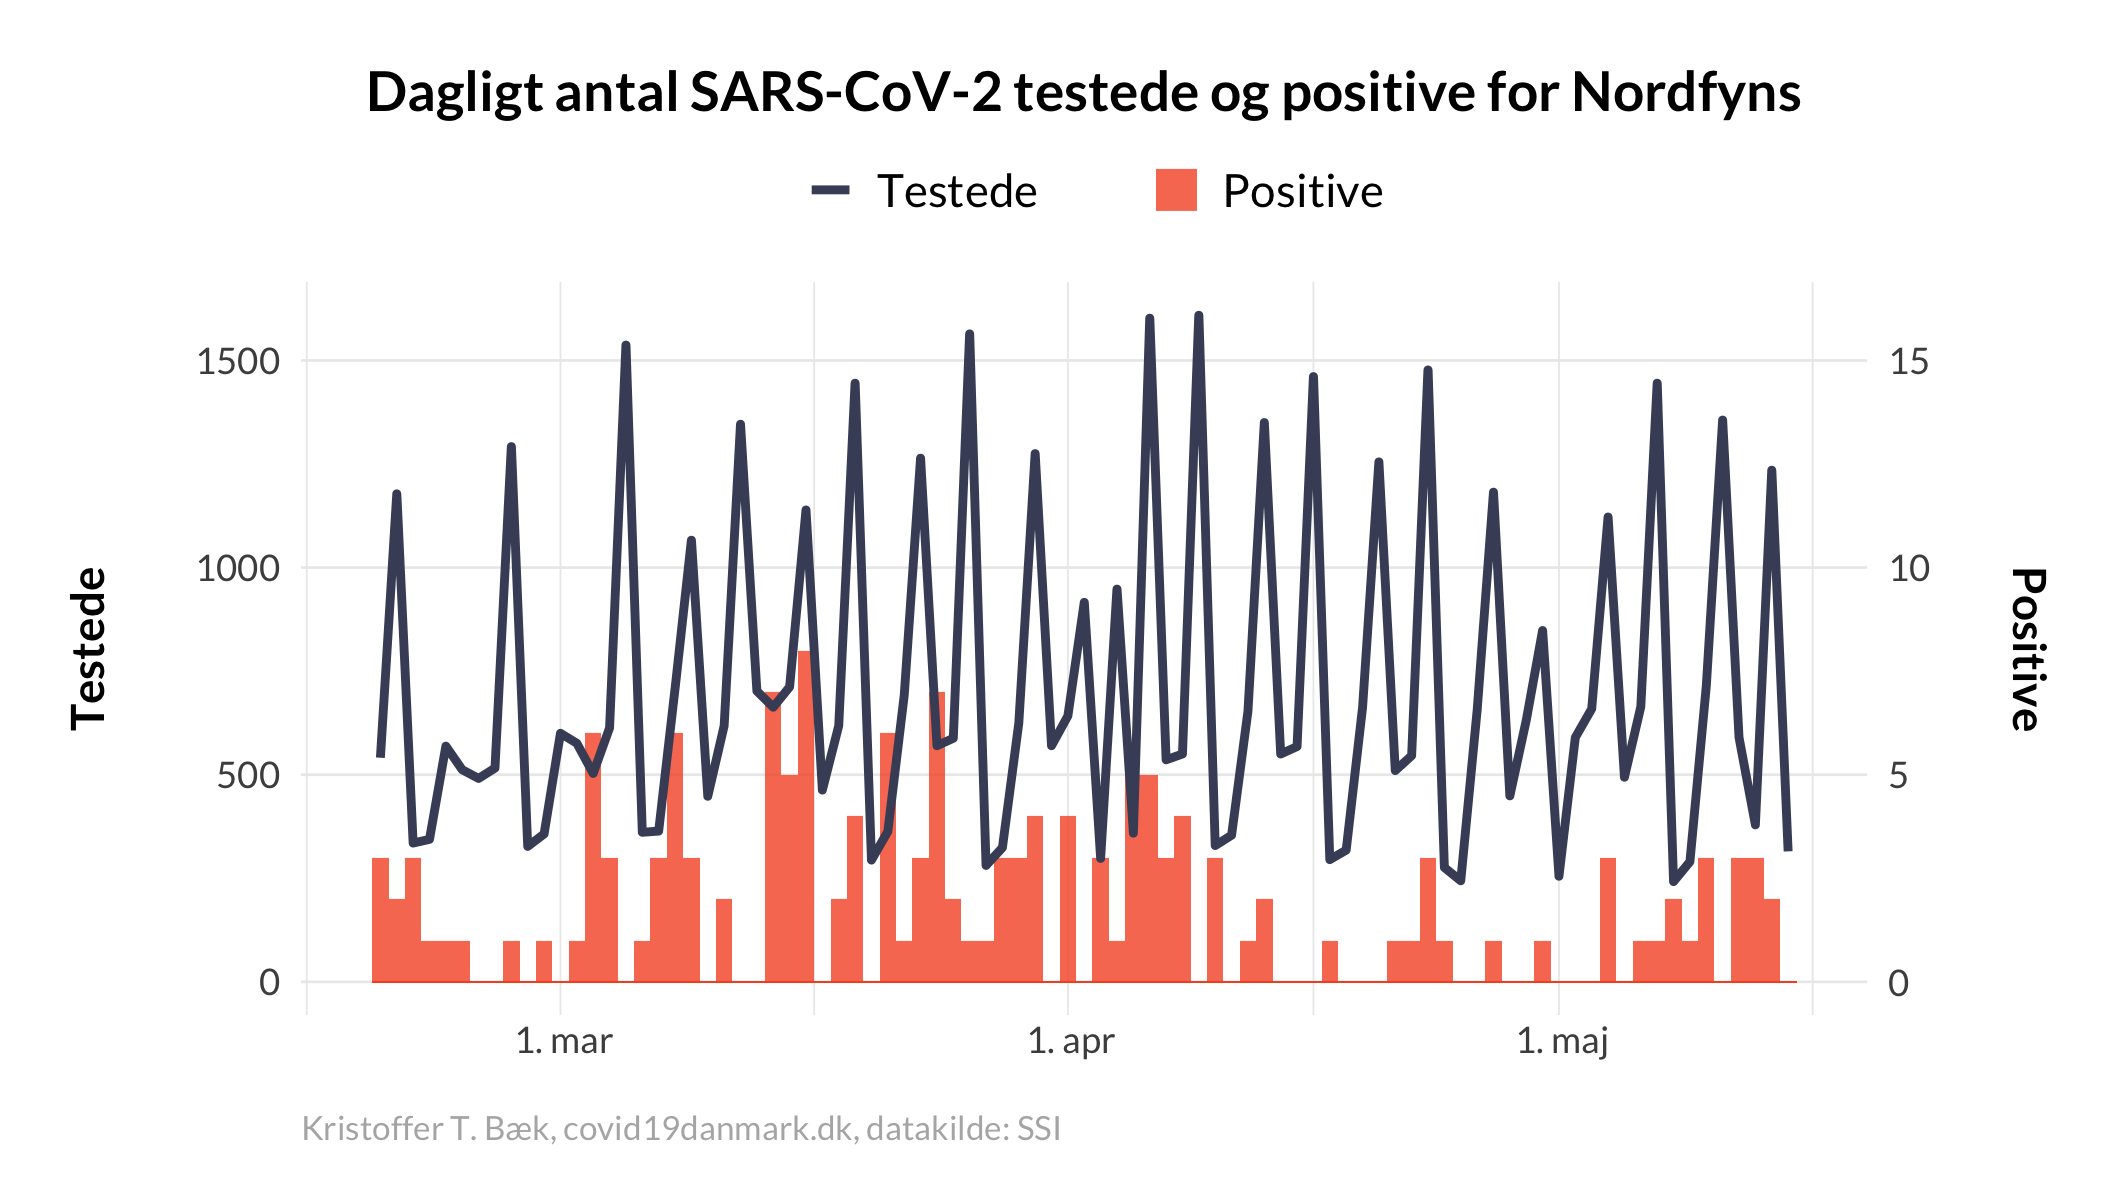 Dagligt antal SARS-CoV-2 testede og positive for Nordfyns
Testede
Positive
1500
1000
500
0
15
10
5
0
Testede
Positive
1. mar
1. apr
1. maj
Kristoffer T. Bæk, covid19danmark.dk, datakilde: SSI